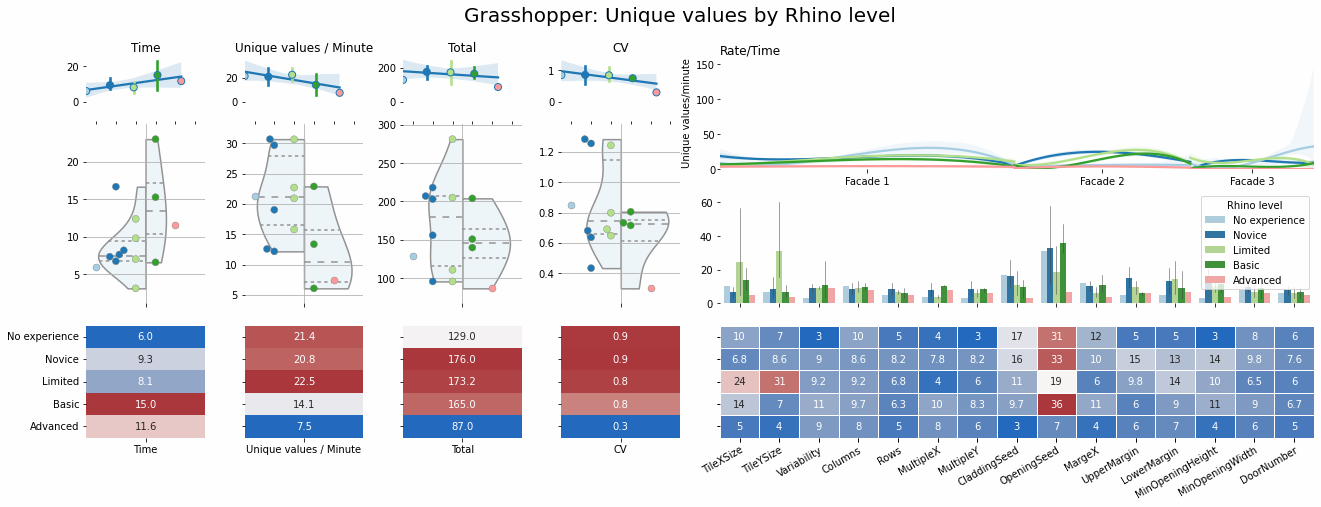 Grasshopper: Unique values by Rhino level
Time
Unique values / Minute
Total
CV
Rate/Time
20
0
20
0
200
0
1
0
Unique values/minute
150
100
50
0
Facade 1
Facade 2
Facade 3
20
15
10
5
30
25
20
15
10
5
300
250
200
150
100
1.2
1.0
0.8
0.6
0.4
60
40
20
0
Rhino level
No experience
Novice
Limited
Basic
Advanced
No experience 6.0 21.4 129.0 0.9 10 7 3 10 5 4 3 17 31 12 5 5 3 8 6
Novice 9.3 20.8 176.0 0.9 6.8 8.6 9 8.6 8.2 7.8 8.2 16 33 10 15 13 14 9.8 7.6
Limited 8.1 22.5 173.2 0.8 24 31 9.2 9.2 6.8 4 6 11 19 6 9.8 14 10 6.5 6
Basic 15.0 14.1 165.0 0.8 14 7 11 9.7 6.3 10 8.3 9.7 36 11 6 9 11 9 6.7
Advanced 11.6 7.5 87.0 0.3 5 4 9 8 5 8 6 3 7 4 6 7 4 6 5
Time
Unique values / Minute
Total
CV
TileXSize
TileYSize
Variability
Columns
Rows
MultipleX
MultipleY
CladdingSeed
OpeningSeed
MargeX
UpperMargin
LowerMargin
MinOpeningHeight
MinOpeningWidth
DoorNumber